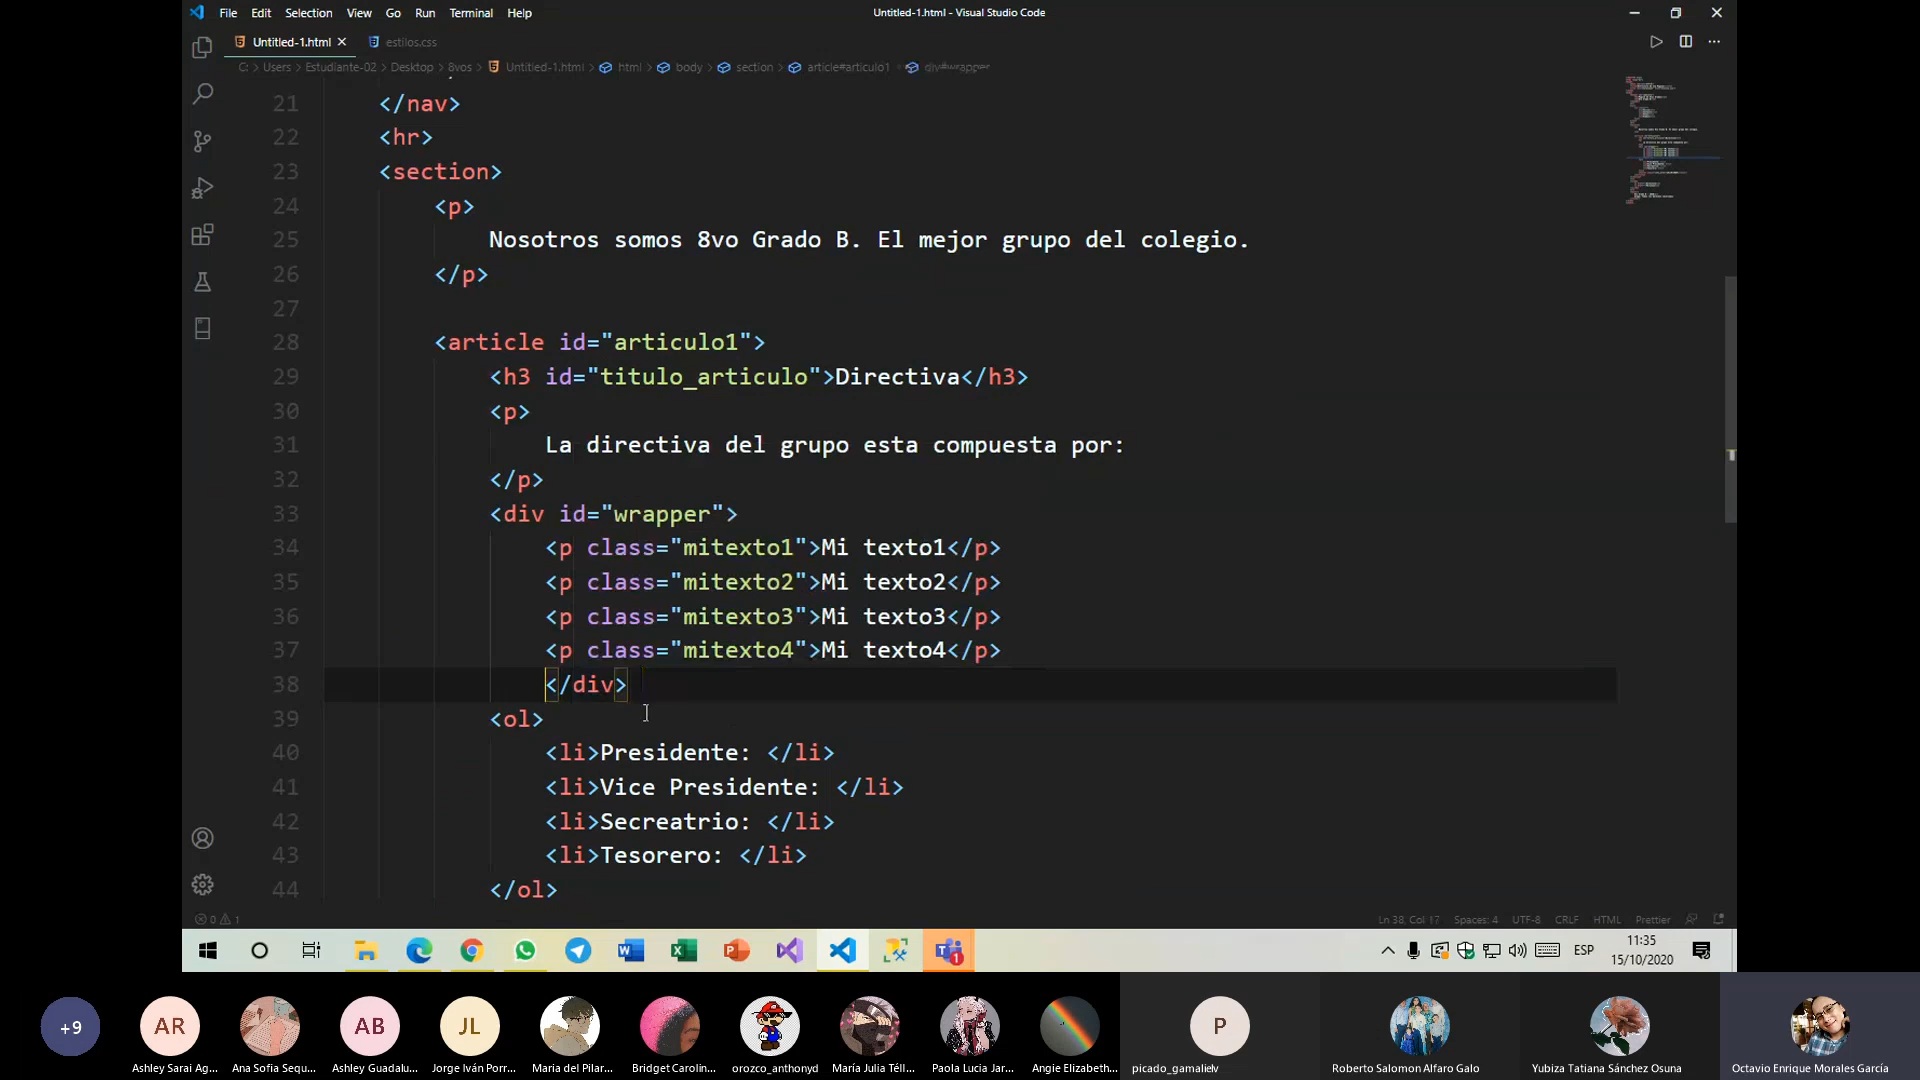 File Edit Selection View Go Run Terminal Help
Untitled-1.html - Visual Studio Code
Untitled-1.html
estilos.css
C: > Users > Estudiante-02 > Desktop > 8vos > Untitled-1.html > html > body > section > article#articulo1 > div#wrapper
21 </nav>
22 <hr>
23 <section>
24 <p>
25 Nosotros somos 8vo Grado B. El mejor grupo del colegio.
26 </p>
27
28 <article id="articulo1">
29 <h3 id="titulo_articulo">Directiva</h3>
30 <p>
31 La directiva del grupo esta compuesta por:
32 </p>
33 <div id="wrapper">
34 <p class="mitexto1">Mi texto1</p>
35 <p class="mitexto2">Mi texto2</p>
36 <p class="mitexto3">Mi texto3</p>
37 <p class="mitexto4">Mi texto4</p>
38 </div>
39 <ol>
40 <li>Presidente: </li>
41 <li>Vice Presidente: </li>
42 <li>Secreatrio: </li>
43 <li>Tesorero: </li>
44 </ol>
0 1
Ln 38, Col 17 Spaces: 4 UTF-8 CRLF HTML Prettier
1
ESP
11:35
15/10/2020
+9
AR
AB
JL
P
Ashley Sarai Ag...
Ana Sofia Sequ...
Ashley Guadalu...
Jorge Iván Porr...
Maria del Pilar...
Bridget Carolin...
orozco_anthonyd
María Julia Téll...
Paola Lucia Jar...
Angie Elizabeth...
picado_gamalielv
Roberto Salomon Alfaro Galo
Yubiza Tatiana Sánchez Osuna
Octavio Enrique Morales García